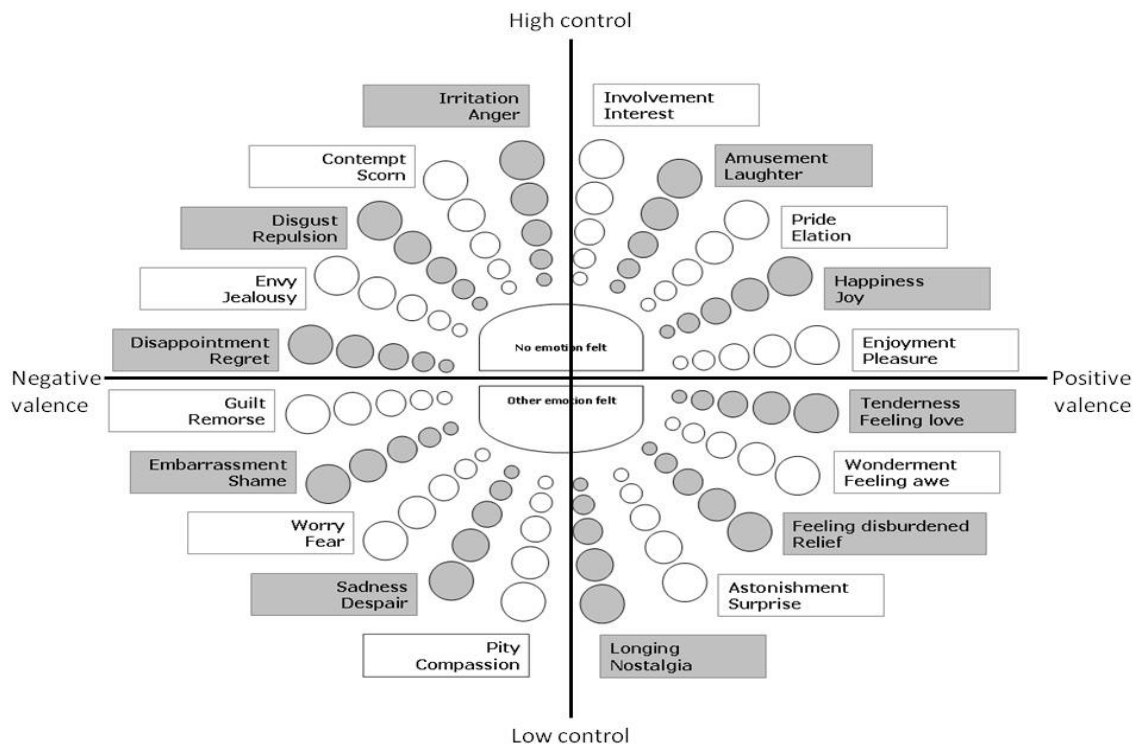 High control
Irritation
Anger
Involvement
Interest
Contempt
Scorn
Amusement
Laughter
Disgust
Repulsion
Pride
Elation
Envy
Jealousy
Happiness
Joy
Disappointment
Regret
No emotion felt
Enjoyment
Pleasure
Negative
valence
Positive
valence
Guilt
Remorse
Other emotion felt
Tenderness
Feeling love
Embarrassment
Shame
Wonderment
Feeling awe
Worry
Fear
Feeling disburdened
Relief
Sadness
Despair
Astonishment
Surprise
Pity
Compassion
Longing
Nostalgia
Low control